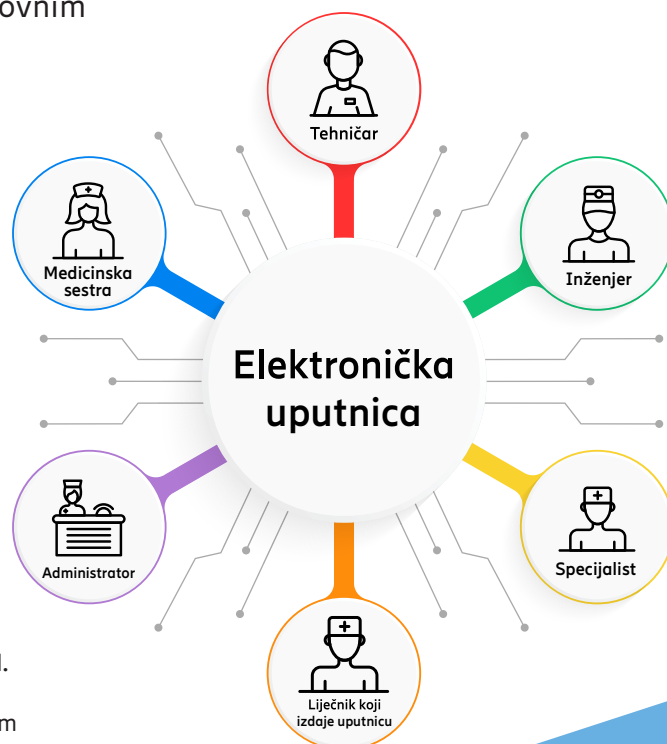 ovnim
Tehničar
Medicinska
sestra
Inženjer
Elektronička
uputnica
Administrator
Specijalist
Liječnik koji
izdaje uputnicu
.
m